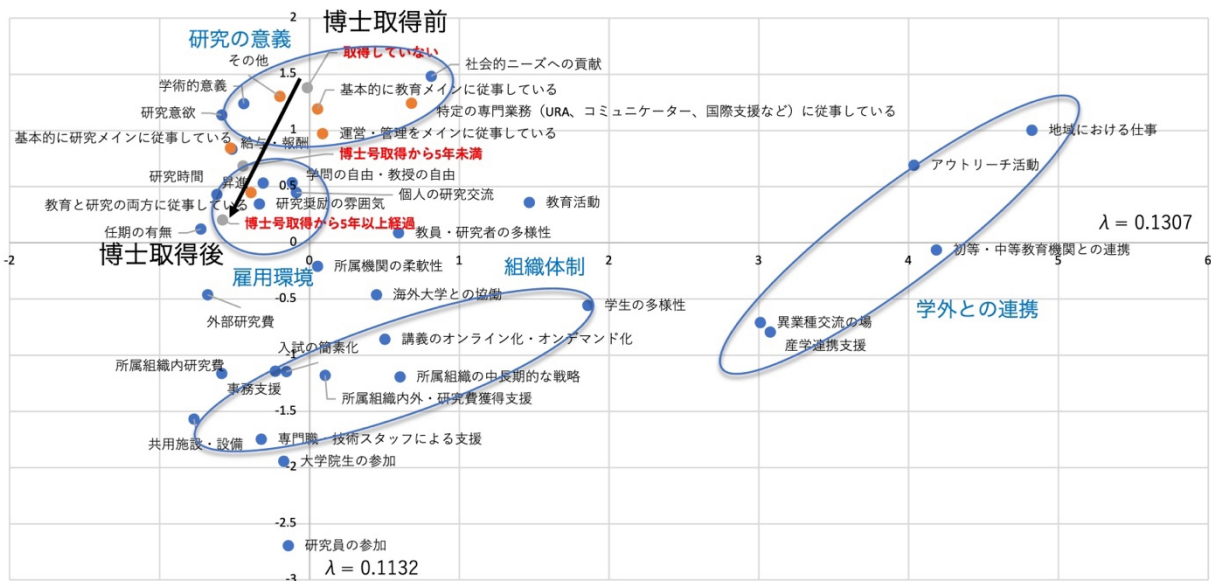 2
博士取得前
研究の意義
取得していない
その他
社会的ニーズへの貢献
1.5
学術的意義
基本的に教育メインに従事している
研究意欲
特定の専門業務（URA、コミュニケーター、国際支援など）に従事している
1
地域における仕事
基本的に研究メインに従事している
給与・報酬
運営・管理をメインに従事している
博士号取得から5年未満
アウトリーチ活動
研究時間
昇進
学問の自由・教授の自由
0.5
個人の研究交流
教育と研究の両方に従事している
研究奨励の雰囲気
教育活動
博士号取得から5年以上経過
λ = 0.1307
任期の有無
教員・研究者の多様性
博士取得後
0
初等・中等教育機関との連携
-2
-1
0
1
2
3
4
5
6
雇用環境
所属機関の柔軟性
組織体制
-0.5
海外大学との協働
学生の多様性
学外との連携
外部研究費
異業種交流の場
産学連携支援
講義のオンライン化・オンデマンド化
入試の簡素化
-1
所属組織内研究費
事務支援
所属組織の中長期的な戦略
所属組織内外・研究費獲得支援
-1.5
共用施設・設備
専門職・技術スタッフによる支援
大学院生の参加
-2
-2.5
研究員の参加
λ = 0.1132
-3